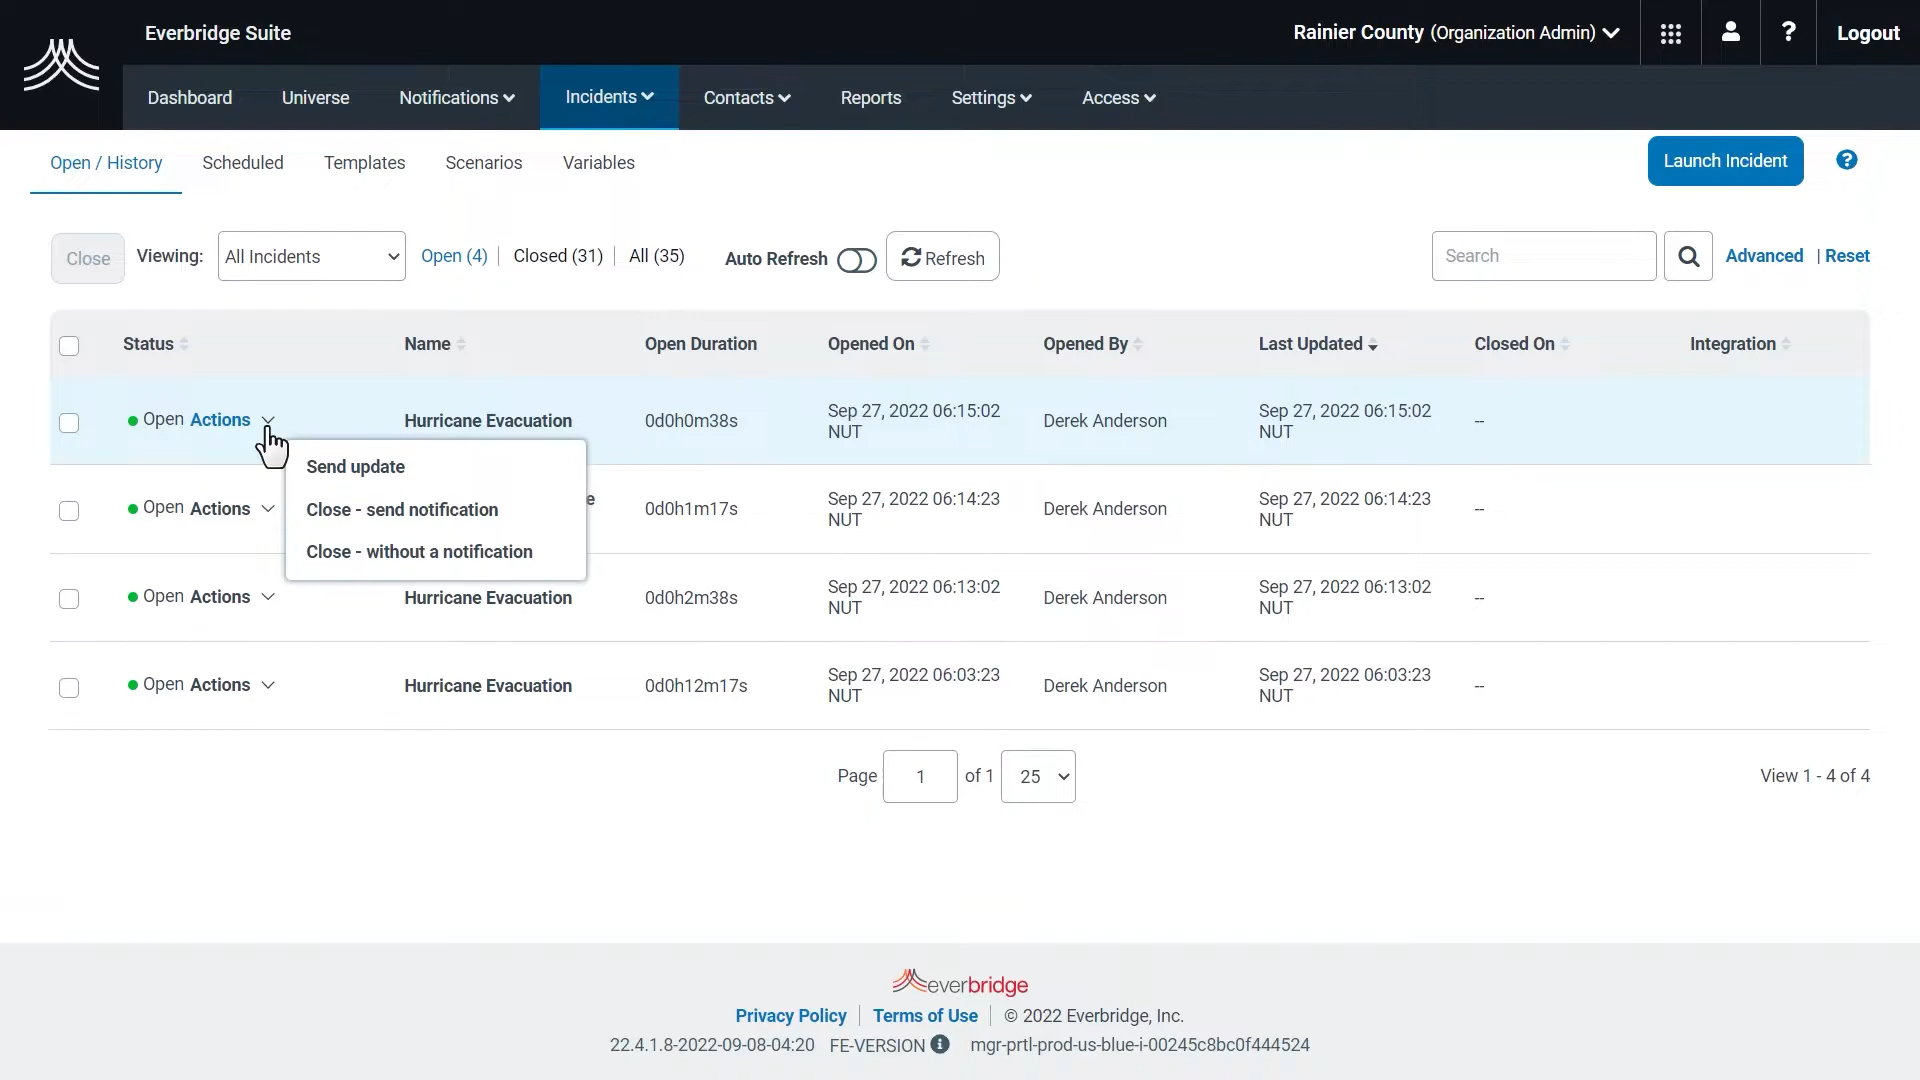 Everbridge Suite
Rainier County (Organization Admin)
?
Logout
Dashboard Universe Notifications Incidents Contacts Reports Settings Access
Open / History Scheduled Templates Scenarios Variables
Launch Incident
?
Close Viewing: All Incidents Open (4) | Closed (31) | All (35) Auto Refresh Refresh Search Advanced | Reset
Status Name Open Duration Opened On Opened By Last Updated Closed On Integration
Open Actions Hurricane Evacuation 0d0h0m38s Sep 27, 2022 06:15:02 NUT Derek Anderson Sep 27, 2022 06:15:02 NUT --
Send update
Close - send notification
Close - without a notification
Open Actions e 0d0h1m17s Sep 27, 2022 06:14:23 NUT Derek Anderson Sep 27, 2022 06:14:23 NUT --
Open Actions Hurricane Evacuation 0d0h2m38s Sep 27, 2022 06:13:02 NUT Derek Anderson Sep 27, 2022 06:13:02 NUT --
Open Actions Hurricane Evacuation 0d0h12m17s Sep 27, 2022 06:03:23 NUT Derek Anderson Sep 27, 2022 06:03:23 NUT --
Page 1 of 1 25 View 1 - 4 of 4
everbridge
Privacy Policy | Terms of Use | © 2022 Everbridge, Inc.
22.4.1.8-2022-09-08-04:20 FE-VERSION i mgr-prtl-prod-us-blue-i-00245c8bc0f444524